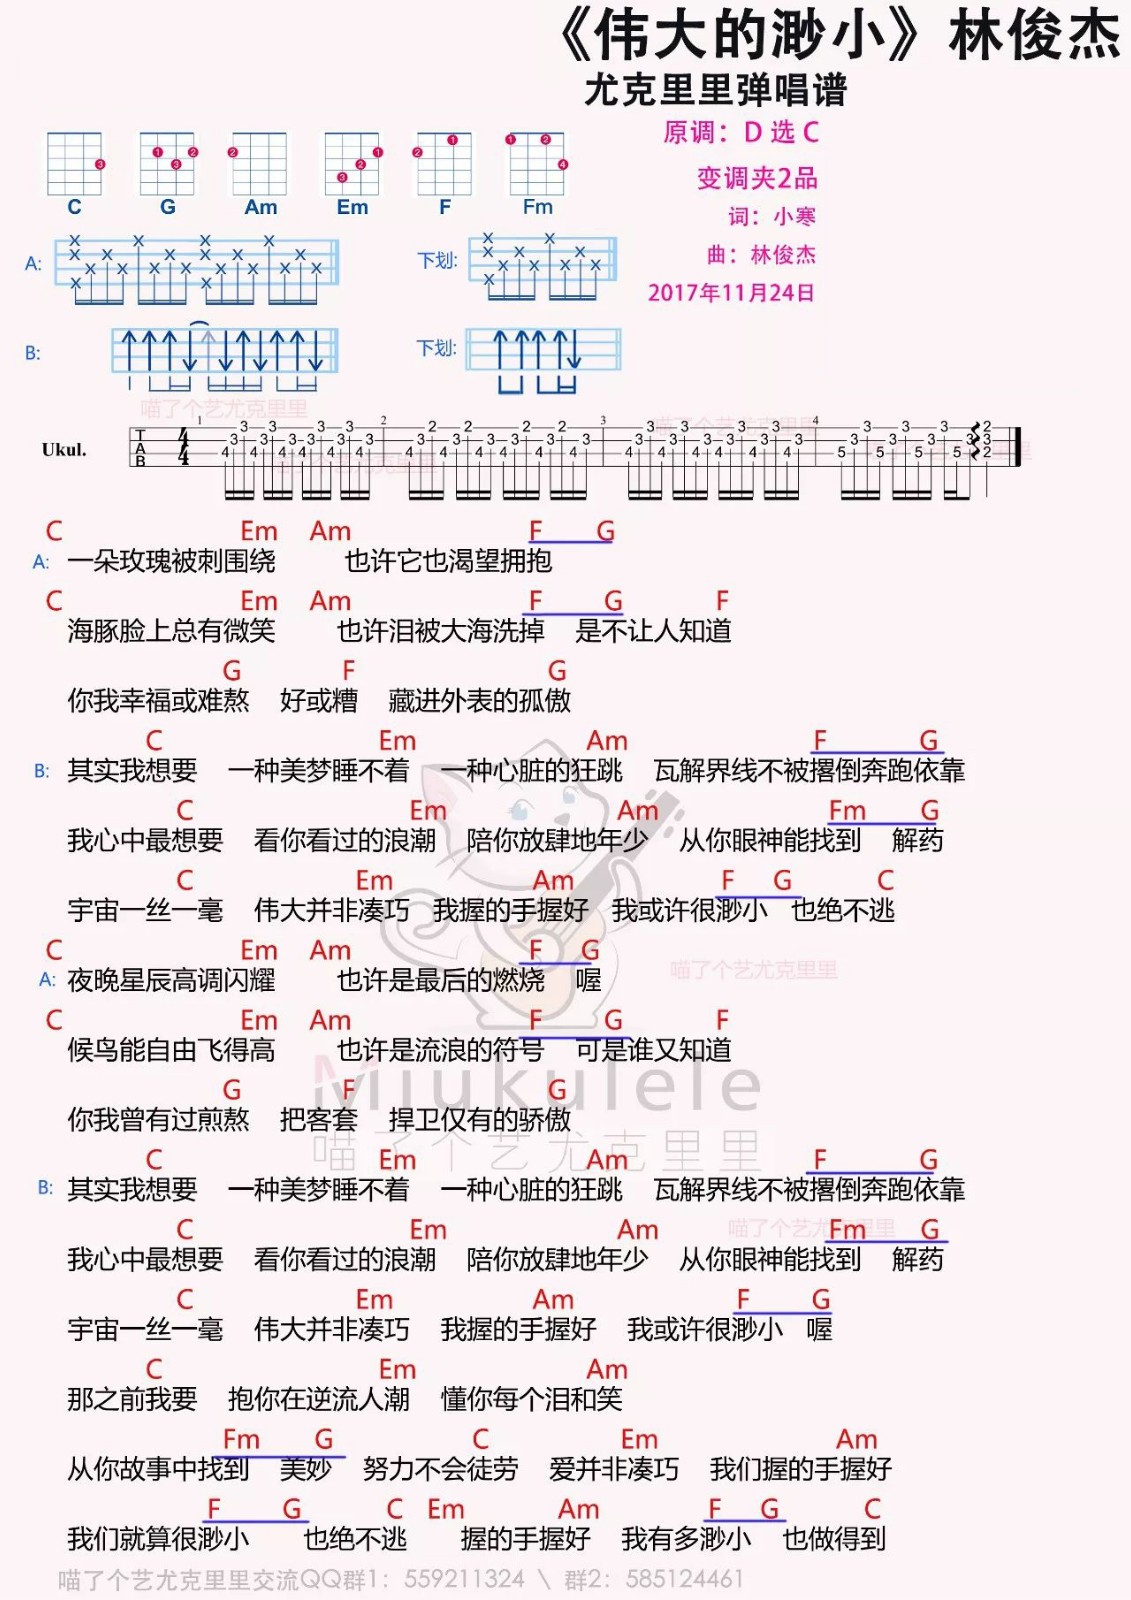 《伟大的渺小》林俊杰
尤克里里弹唱谱
原调：D 选 C
变调夹2品
词：小寒
曲：林俊杰
2017年11月24日
C G Am Em F Fm
A: 下划:
B: 下划:
喵了个艺尤克里里
Ukul.
C Em Am F G
A: 一朵玫瑰被刺围绕 也许它也渴望拥抱
C Em Am F G F
海豚脸上总有微笑 也许泪被大海洗掉 是不让人知道
G F G
你我幸福或难熬 好或糟 藏进外表的孤傲
C Em Am F G
B: 其实我想要 一种美梦睡不着 一种心脏的狂跳 瓦解界线不被撂倒奔跑依靠
C Em Am Fm G
我心中最想要 看你看过的浪潮 陪你放肆地年少 从你眼神能找到 解药
C Em Am F G C
宇宙一丝一毫 伟大并非凑巧 我握的手握好 我或许很渺小 也绝不逃
C Em Am F G
A: 夜晚星辰高调闪耀 也许是最后的燃烧 喔
喵了个艺尤克里里
C Em Am F G F
候鸟能自由飞得高 也许是流浪的符号 可是谁又知道
G F G
你我曾有过煎熬 把客套 捍卫仅有的骄傲
Miukulele
喵了个艺尤克里里
C Em Am F G
B: 其实我想要 一种美梦睡不着 一种心脏的狂跳 瓦解界线不被撂倒奔跑依靠
喵了个艺尤克里里
C Em Am Fm G
我心中最想要 看你看过的浪潮 陪你放肆地年少 从你眼神能找到 解药
C Em Am F G
宇宙一丝一毫 伟大并非凑巧 我握的手握好 我或许很渺小 喔
C Em Am
那之前我要 抱你在逆流人潮 懂你每个泪和笑
Fm G C Em Am
从你故事中找到 美妙 努力不会徒劳 爱并非凑巧 我们握的手握好
F G C Em Am F G C
我们就算很渺小 也绝不逃 握的手握好 我有多渺小 也做得到
喵了个艺尤克里里交流QQ群1：559211324 \ 群2：585124461